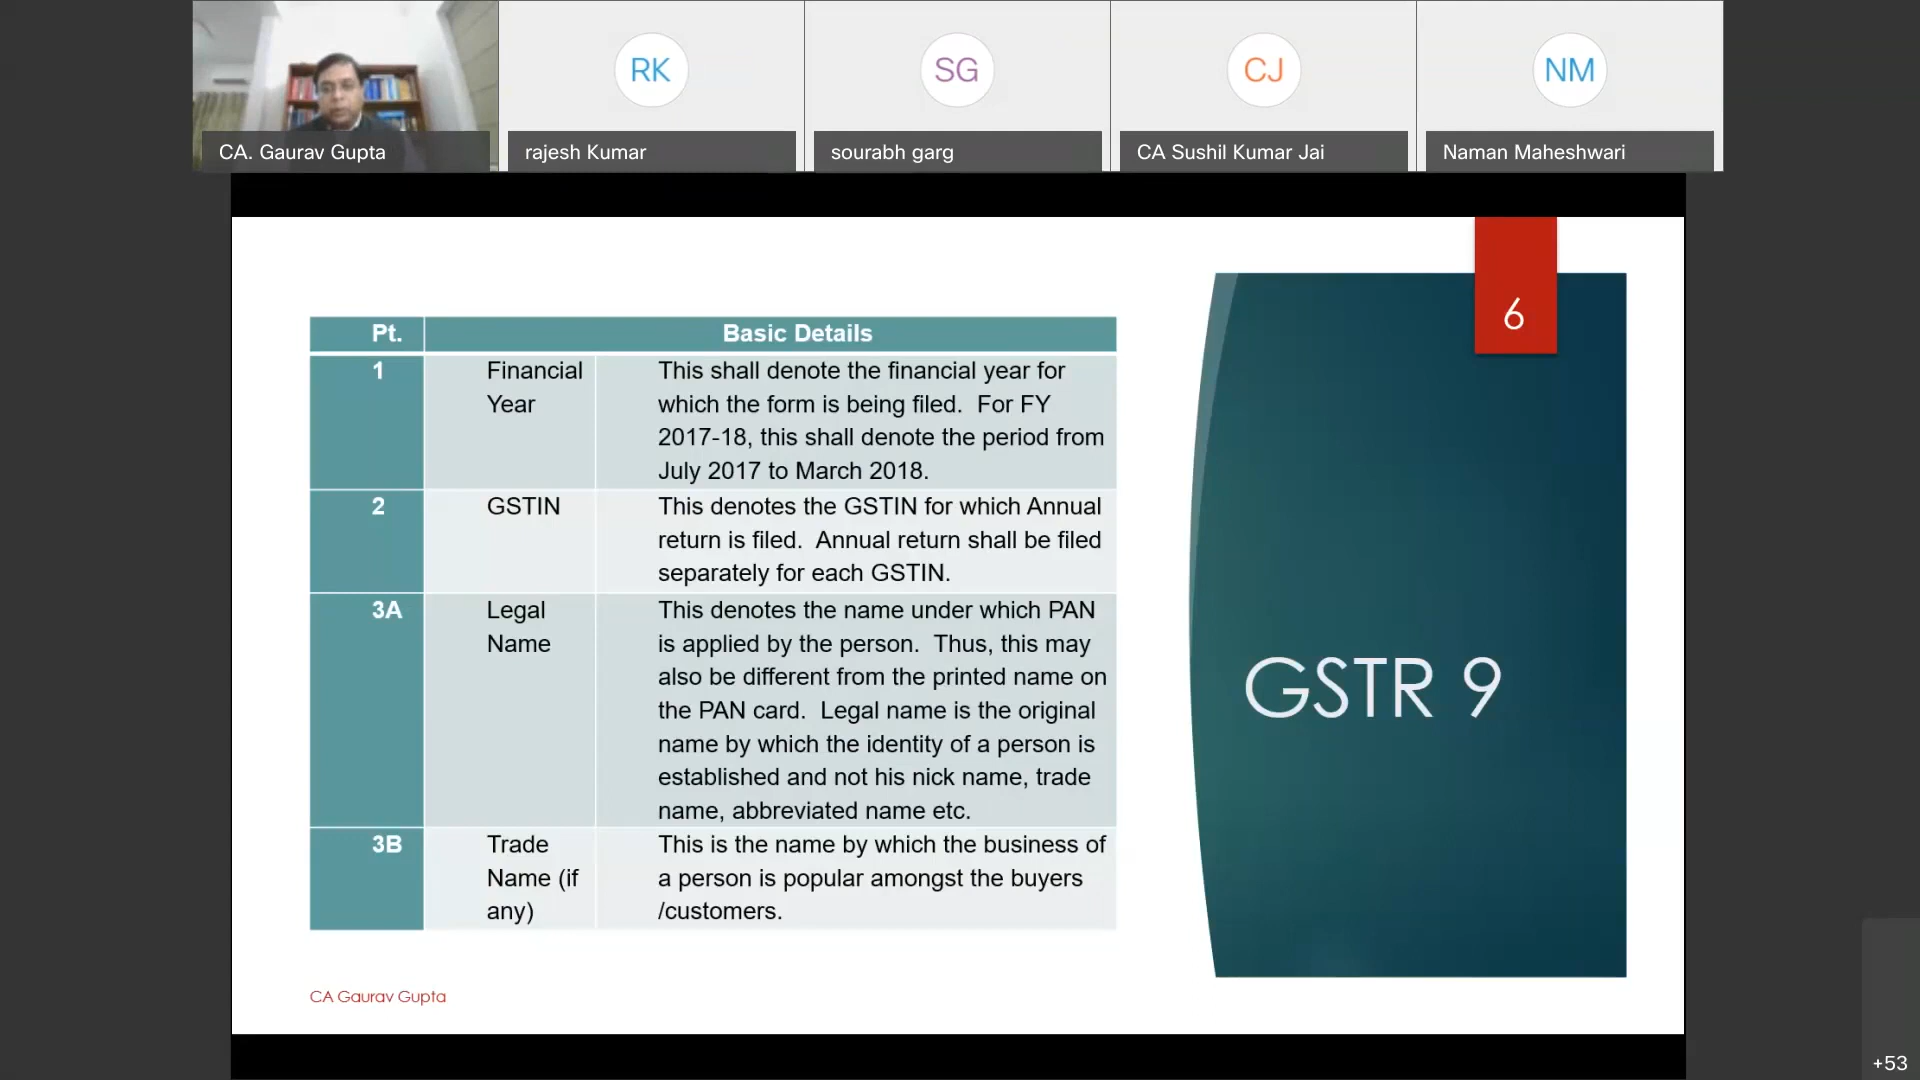 RK
SG
CJ
NM
CA. Gaurav Gupta
rajesh Kumar
sourabh garg
CA Sushil Kumar Jai
Naman Maheshwari
6
Pt.
Basic Details
1
Financial
Year
This shall denote the financial year for
which the form is being filed.  For FY
2017-18, this shall denote the period from
July 2017 to March 2018.
2
GSTIN
This denotes the GSTIN for which Annual
return is filed.  Annual return shall be filed
separately for each GSTIN.
3A
Legal
Name
This denotes the name under which PAN
is applied by the person.  Thus, this may
also be different from the printed name on
the PAN card.  Legal name is the original
name by which the identity of a person is
established and not his nick name, trade
name, abbreviated name etc.
3B
Trade
Name (if
any)
This is the name by which the business of
a person is popular amongst the buyers
/customers.
GSTR 9
CA Gaurav Gupta
+53